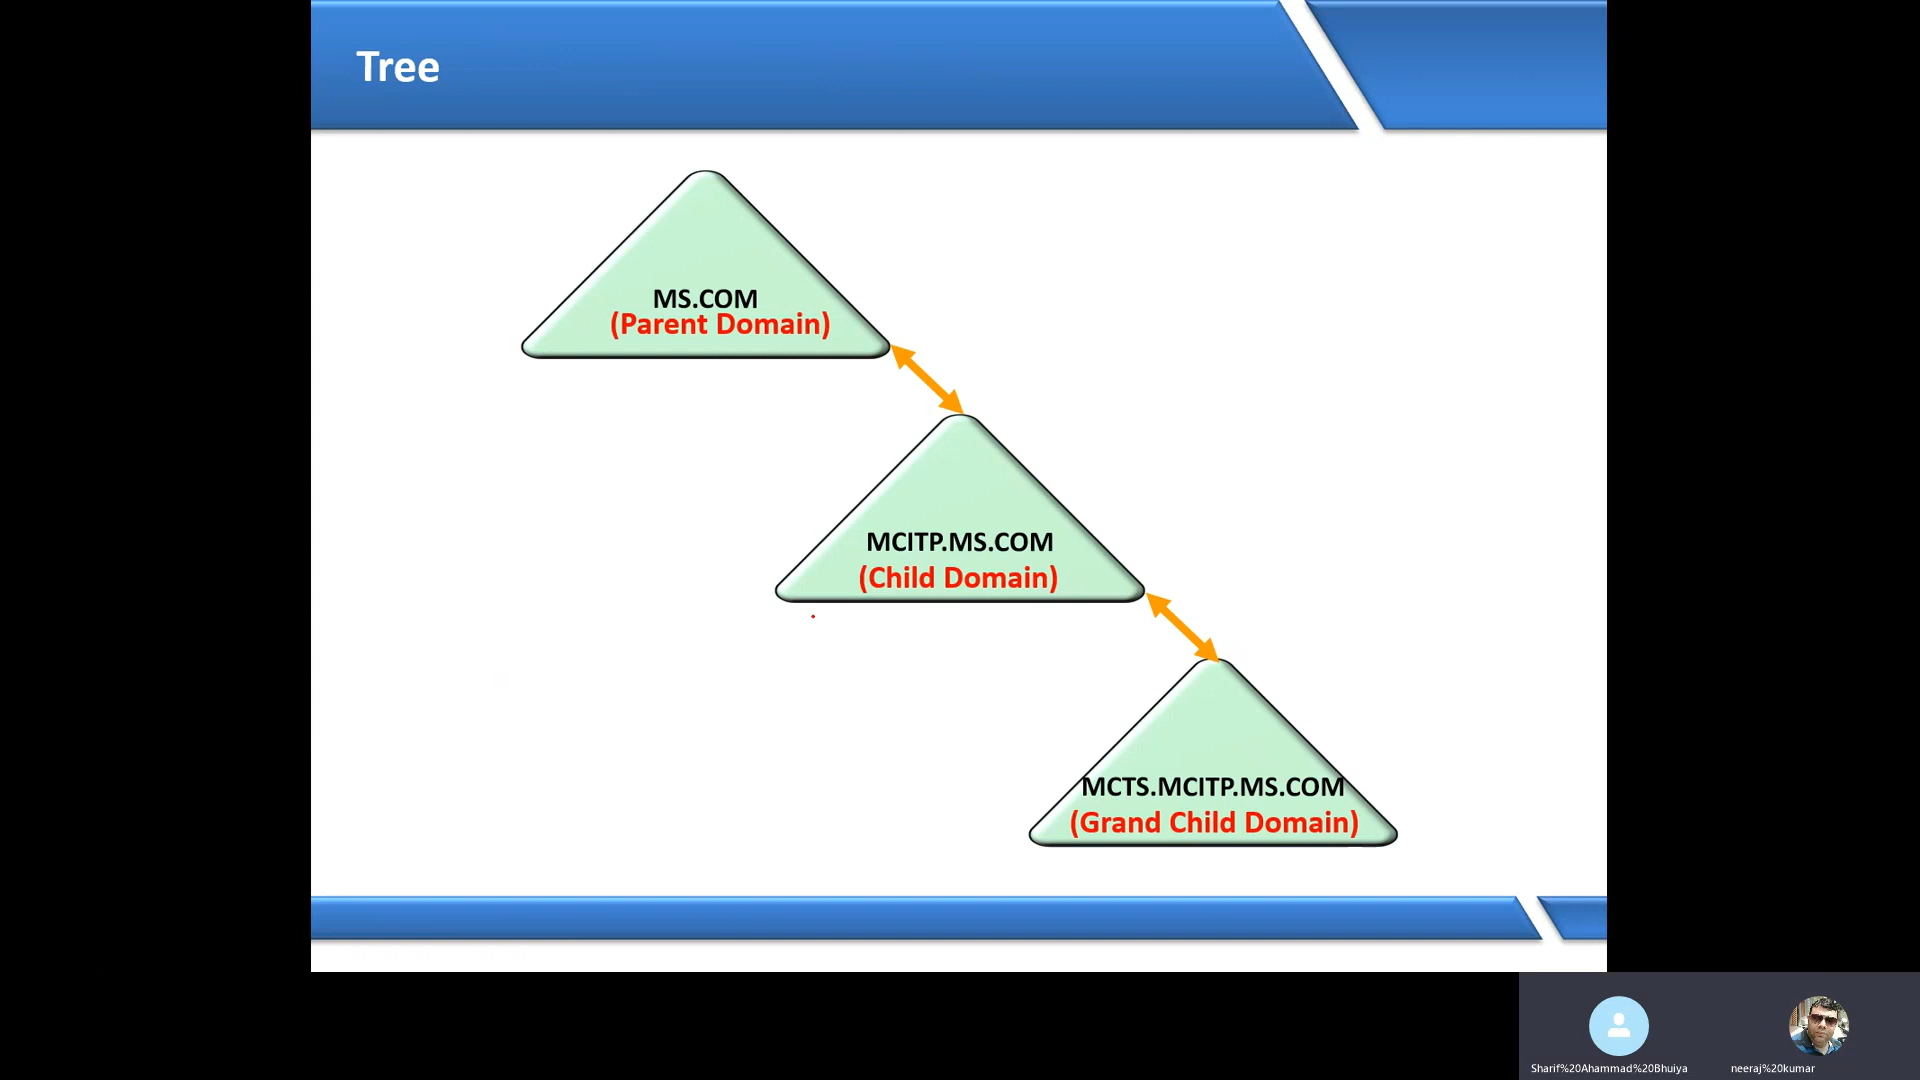 Tree
MS.COM
(Parent Domain)
MCITP.MS.COM
(Child Domain)
MCTS.MCITP.MS.COM
(Grand Child Domain)
Sharif%20Ahammad%20Bhuiya
neeraj%20kumar